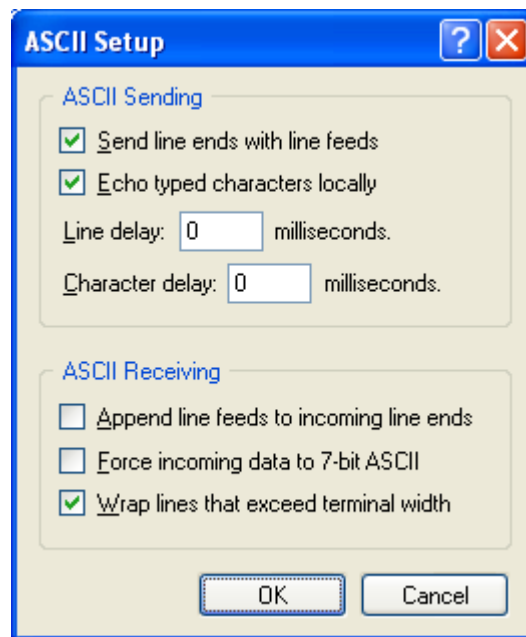 ASCII Setup
ASCII Sending
Send line ends with line feeds
Echo typed characters locally
Line delay: 0 milliseconds.
Character delay: 0 milliseconds.
ASCII Receiving
Append line feeds to incoming line ends
Force incoming data to 7-bit ASCII
Wrap lines that exceed terminal width
OK Cancel